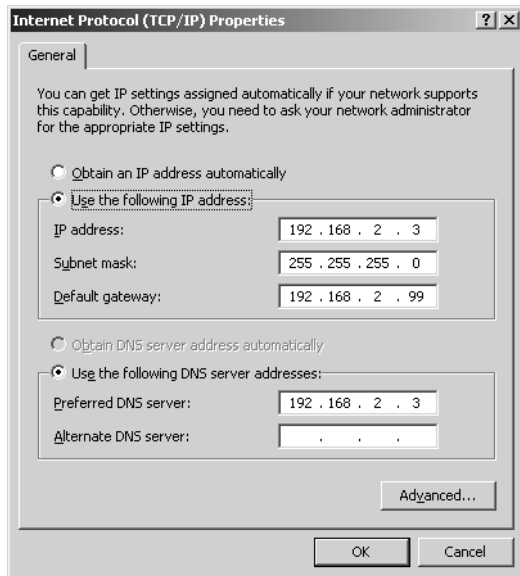 Internet Protocol (TCP/IP) Properties
General
You can get IP settings assigned automatically if your network supports
this capability. Otherwise, you need to ask your network administrator
for the appropriate IP settings.
Obtain an IP address automatically
Use the following IP address:
IP address: 192 . 168 . 2 . 3
Subnet mask: 255 . 255 . 255 . 0
Default gateway: 192 . 168 . 2 . 99
Obtain DNS server address automatically
Use the following DNS server addresses:
Preferred DNS server: 192 . 168 . 2 . 3
Alternate DNS server: . . .
Advanced...
OK Cancel